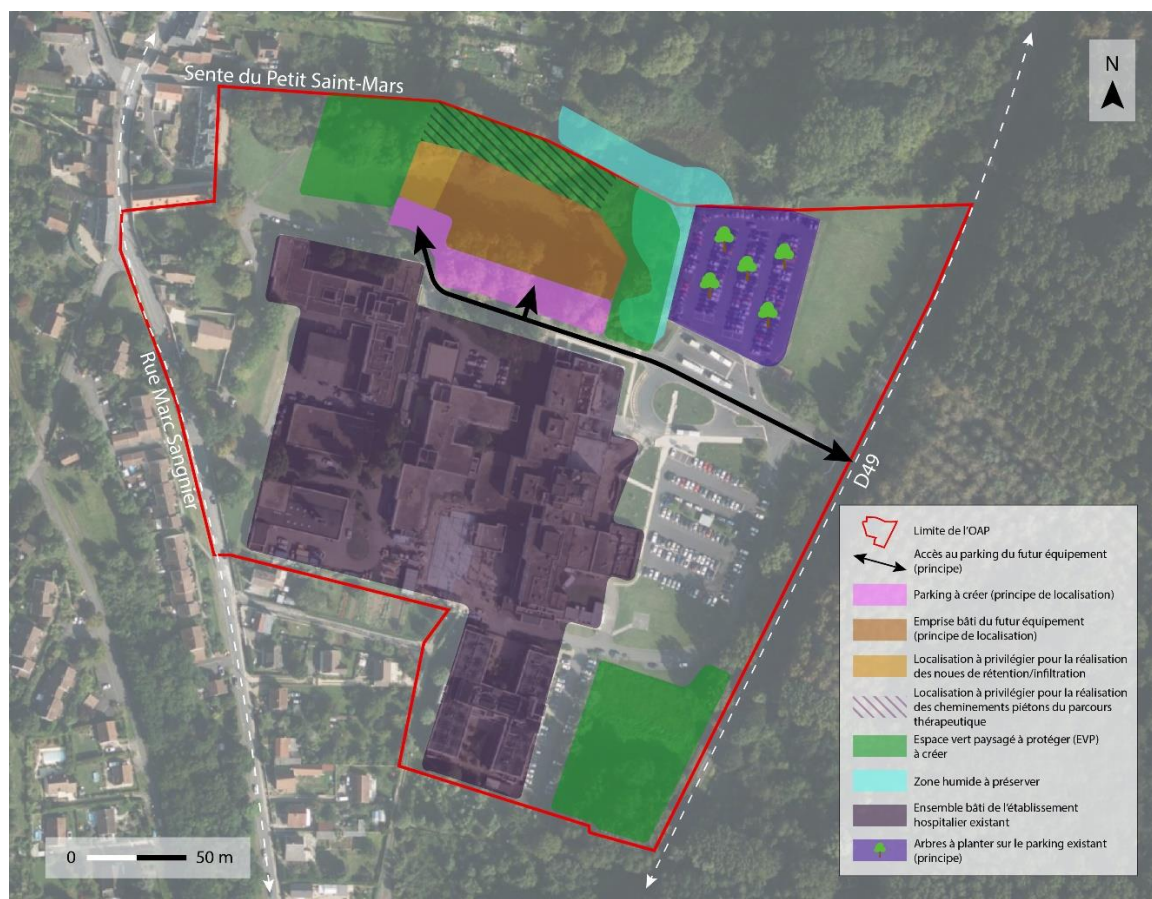 N
Sente du Petit Saint-Mars
Rue Marc Sangnier
D49
Limite de l'OAP
Accès au parking du futur équipement
(principe)
Parking à créer (principe de localisation)
Emprise bâti du futur équipement
(principe de localisation)
Localisation à privilégier pour la réalisation
des noues de rétention/infiltration
Localisation à privilégier pour la réalisation
des cheminements piétons du parcours
thérapeutique
Espace vert paysagé à protéger (EVP)
à créer
Zone humide à préserver
Ensemble bâti de l'établissement
hospitalier existant
Arbres à planter sur le parking existant
(principe)
0 50 m